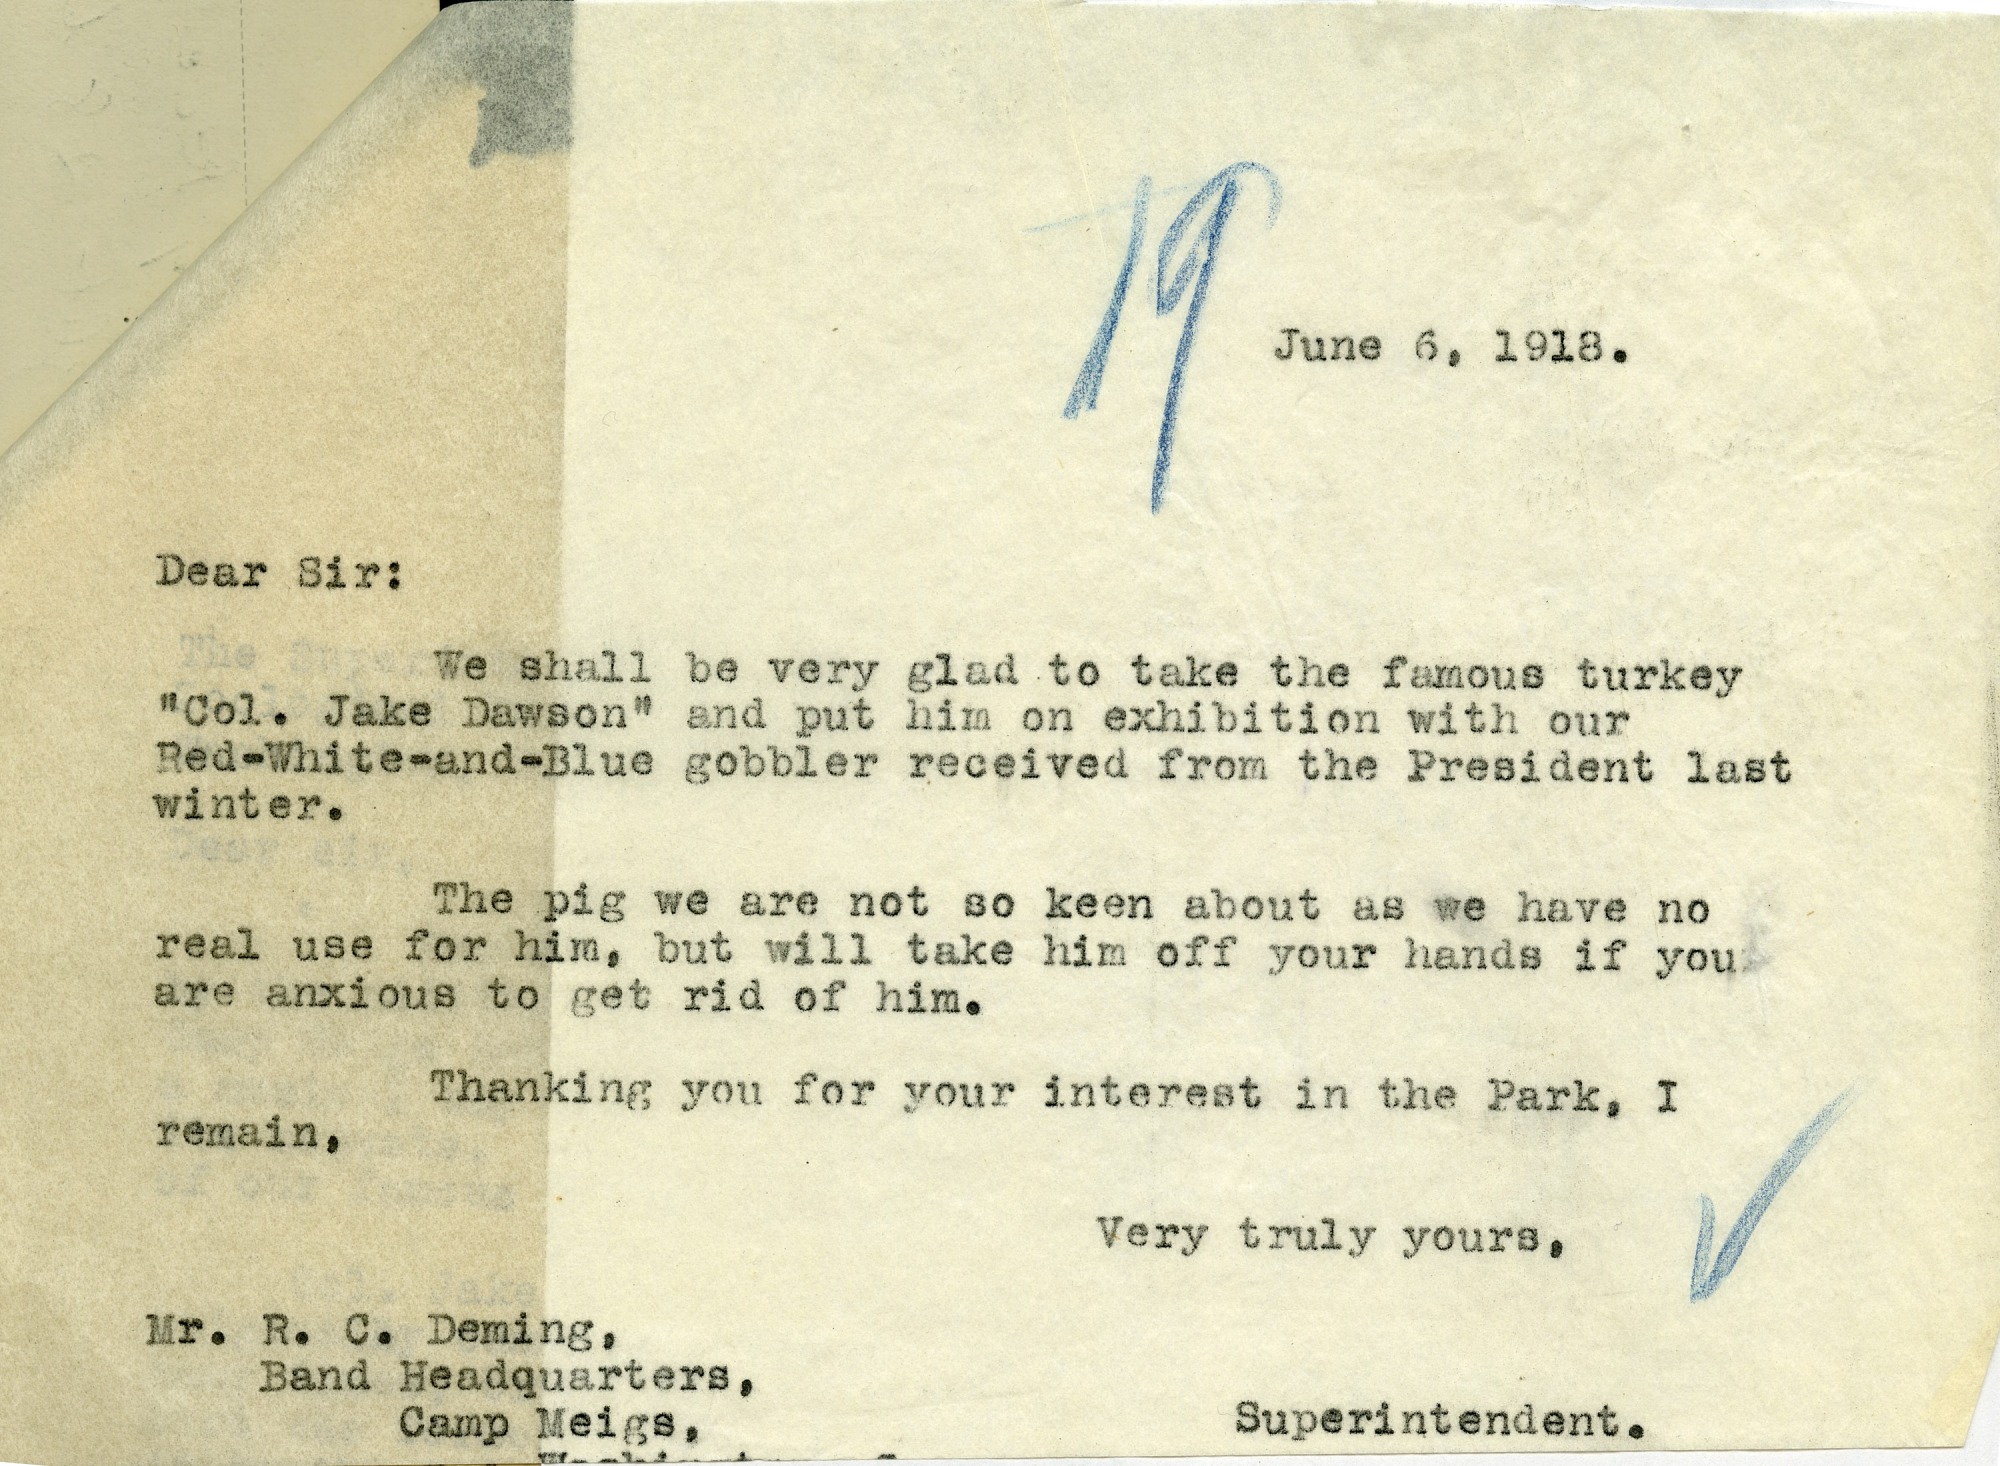 19
June 6, 1918.
Dear Sir:
We shall be very glad to take the famous turkey
"Col. Jake Dawson" and put him on exhibition with our
Red-White-and-Blue gobbler received from the President last
winter.
The pig we are not so keen about as we have no
real use for him, but will take him off your hands if you
are anxious to get rid of him.
Thanking you for your interest in the Park, I
remain,
Very truly yours,
Mr. R. C. Deming,
Band Headquarters,
Camp Meigs,
Superintendent.